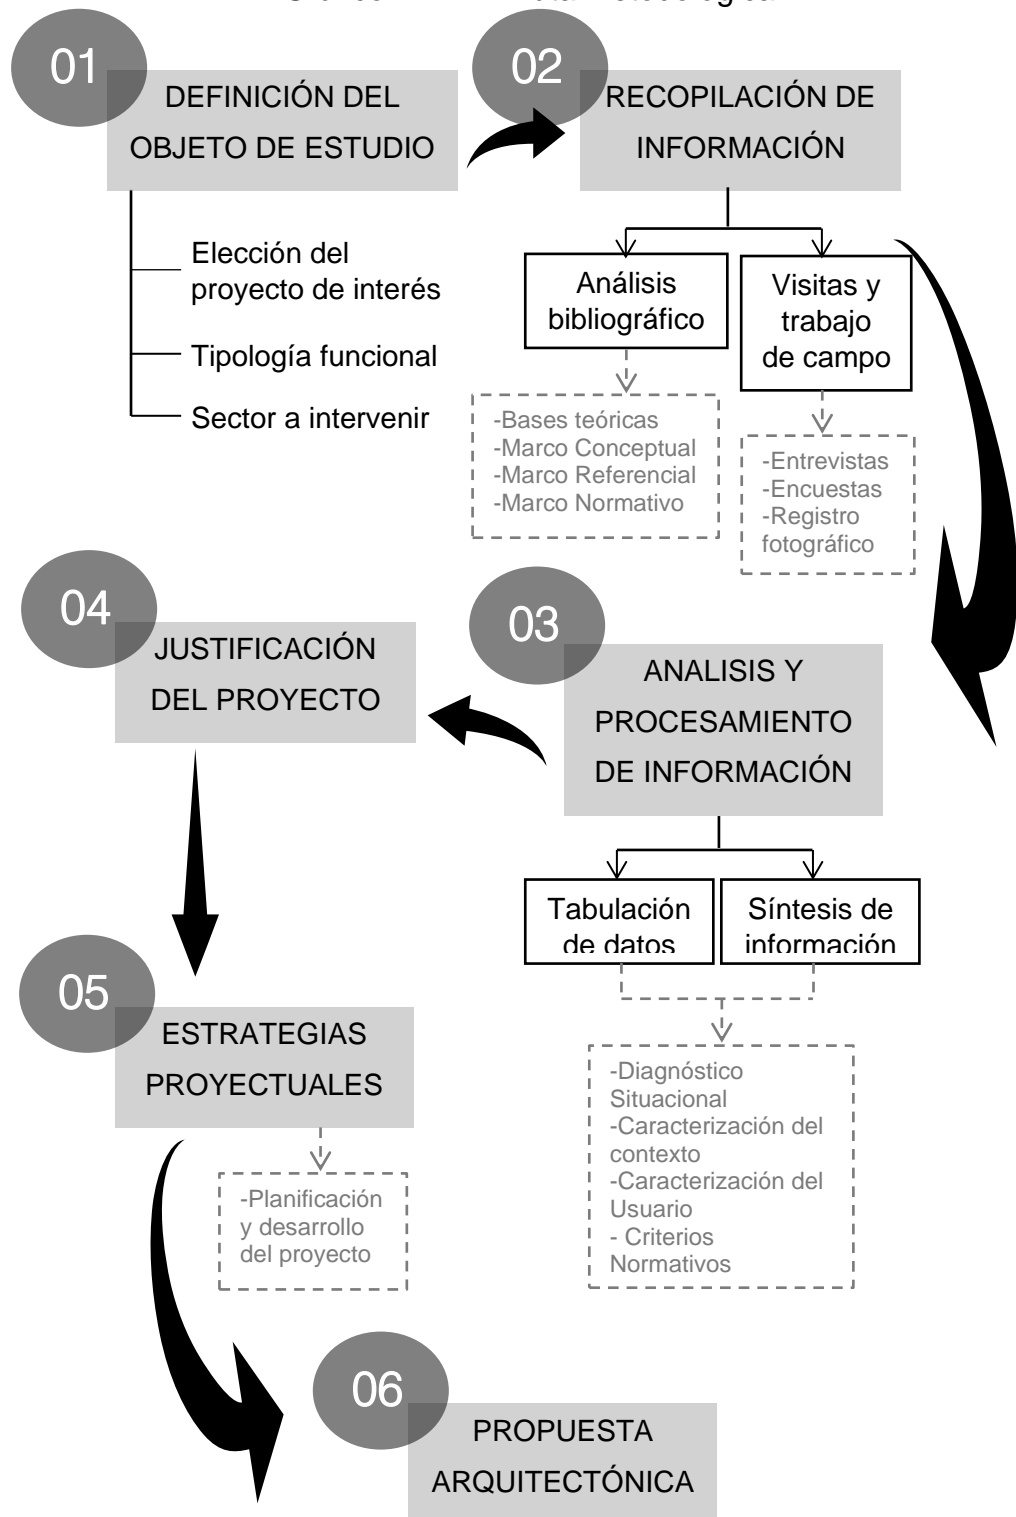 01
DEFINICIÓN DEL
OBJETO DE ESTUDIO
Elección del
proyecto de interés
Tipología funcional
Sector a intervenir
02
RECOPILACIÓN DE
INFORMACIÓN
Análisis
bibliográfico
-Bases teóricas
-Marco Conceptual
-Marco Referencial
-Marco Normativo
Visitas y
trabajo
de campo
-Entrevistas
-Encuestas
-Registro
fotográfico
03
ANALISIS Y
PROCESAMIENTO
DE INFORMACIÓN
Tabulación
de datos
Síntesis de
información
-Diagnóstico
Situacional
-Caracterización del
contexto
-Caracterización del
Usuario
- Criterios
Normativos
04
JUSTIFICACIÓN
DEL PROYECTO
05
ESTRATEGIAS
PROYECTUALES
-Planificación
y desarrollo
del proyecto
06
PROPUESTA
ARQUITECTÓNICA